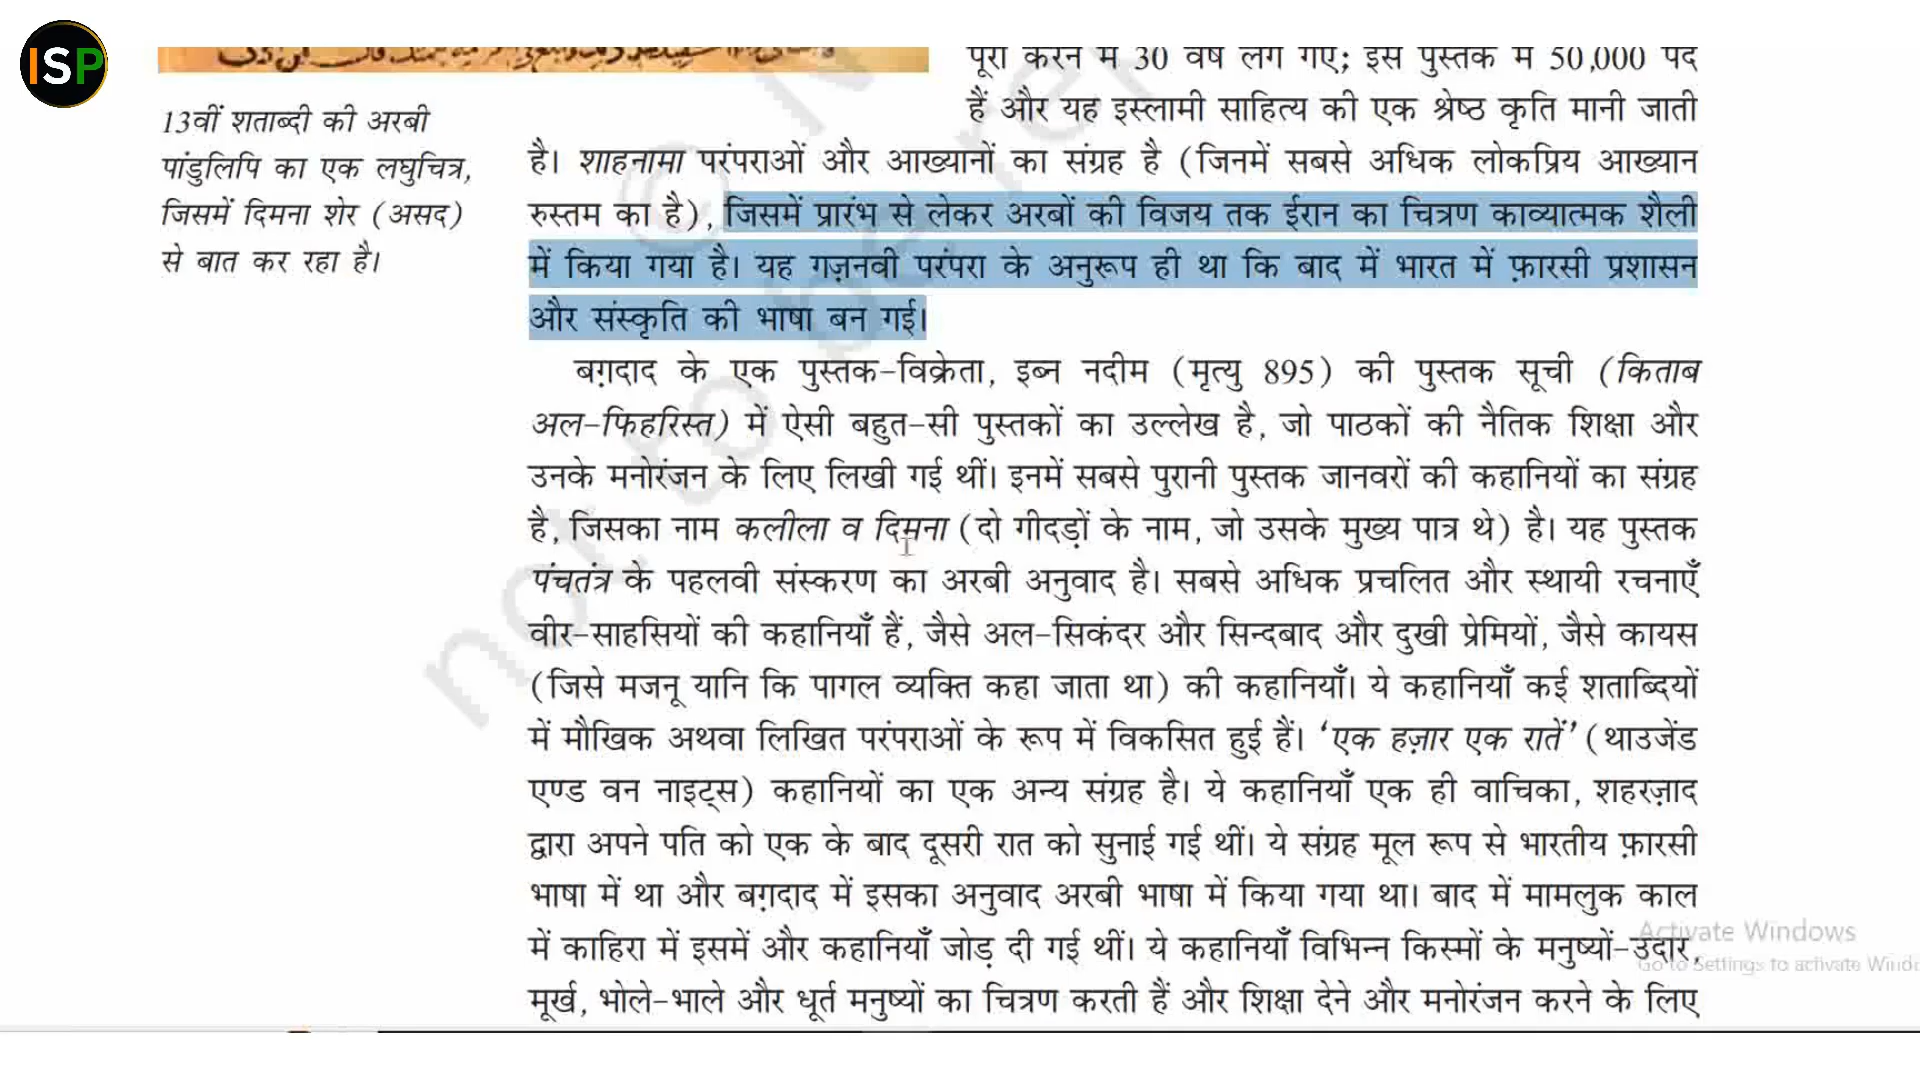 ISP
पूरा करने में 30 वर्ष लग गए; इस पुस्तक में 50,000 पद
हैं और यह इस्लामी साहित्य की एक श्रेष्ठ कृति मानी जाती
13वीं शताब्दी की अरबी
पांडुलिपि का एक लघुचित्र,
जिसमें दिमना शेर (असद)
से बात कर रहा है।
है। शाहनामा परंपराओं और आख्यानों का संग्रह है (जिनमें सबसे अधिक लोकप्रिय आख्यान
रुस्तम का है), जिसमें प्रारंभ से लेकर अरबों की विजय तक ईरान का चित्रण काव्यात्मक शैली
में किया गया है। यह गज़नवी परंपरा के अनुरूप ही था कि बाद में भारत में फ़ारसी प्रशासन
और संस्कृति की भाषा बन गई।
बग़दाद के एक पुस्तक-विक्रेता, इब्न नदीम (मृत्यु 895) की पुस्तक सूची (किताब
अल-फिहरिस्त) में ऐसी बहुत-सी पुस्तकों का उल्लेख है, जो पाठकों की नैतिक शिक्षा और
उनके मनोरंजन के लिए लिखी गई थीं। इनमें सबसे पुरानी पुस्तक जानवरों की कहानियों का संग्रह
है, जिसका नाम कलीला व दिमना (दो गीदड़ों के नाम, जो उसके मुख्य पात्र थे) है। यह पुस्तक
पंचतंत्र के पहलवी संस्करण का अरबी अनुवाद है। सबसे अधिक प्रचलित और स्थायी रचनाएँ
वीर-साहसियों की कहानियाँ हैं, जैसे अल-सिकंदर और सिन्दबाद और दुखी प्रेमियों, जैसे कायस
(जिसे मजनू यानि कि पागल व्यक्ति कहा जाता था) की कहानियाँ। ये कहानियाँ कई शताब्दियों
में मौखिक अथवा लिखित परंपराओं के रूप में विकसित हुई हैं। ‘एक हज़ार एक रातें’ (थाउजेंड
एण्ड वन नाइट्स) कहानियों का एक अन्य संग्रह है। ये कहानियाँ एक ही वाचिका, शहरज़ाद
द्वारा अपने पति को एक के बाद दूसरी रात को सुनाई गई थीं। ये संग्रह मूल रूप से भारतीय फ़ारसी
भाषा में था और बग़दाद में इसका अनुवाद अरबी भाषा में किया गया था। बाद में मामलुक काल
में काहिरा में इसमें और कहानियाँ जोड़ दी गई थीं। ये कहानियाँ विभिन्न किस्मों के मनुष्यों-उदार,
मूर्ख, भोले-भाले और धूर्त मनुष्यों का चित्रण करती हैं और शिक्षा देने और मनोरंजन करने के लिए
not to be re
Activate Windows
Go to Settings to activate Windo